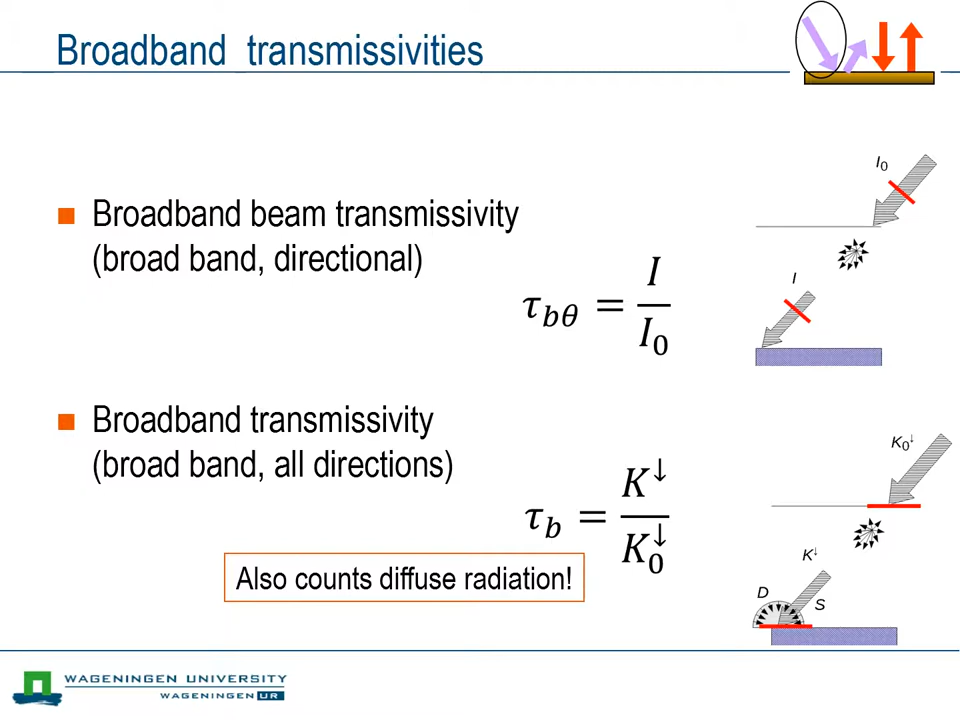 Broadband transmissivities
Broadband beam transmissivity
(broad band, directional)
τ_bθ = I / I₀
I₀
I
Broadband transmissivity
(broad band, all directions)
τ_b = K↓ / K₀↓
Also counts diffuse radiation!
K₀↓
K↓
D
S
WAGENINGEN UNIVERSITY
WAGENINGEN UR